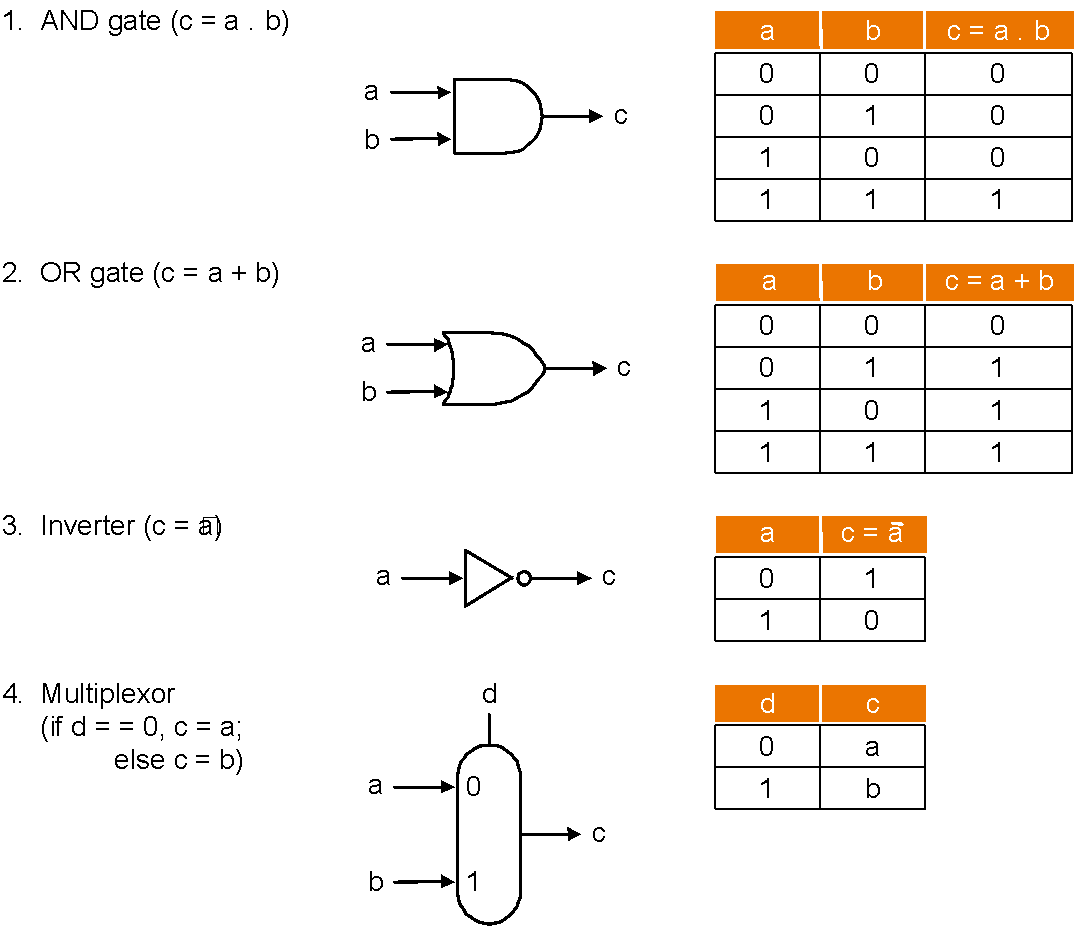 1. AND gate (c = a . b)
a
b
c
a b c = a . b
0 0 0
0 1 0
1 0 0
1 1 1
2. OR gate (c = a + b)
a
b
c
a b c = a + b
0 0 0
0 1 1
1 0 1
1 1 1
3. Inverter (c = a̅)
a
c
a c = a̅
0 1
1 0
4. Multiplexor
(if d = = 0, c = a;
else c = b)
d
a 0
c
b 1
d c
0 a
1 b